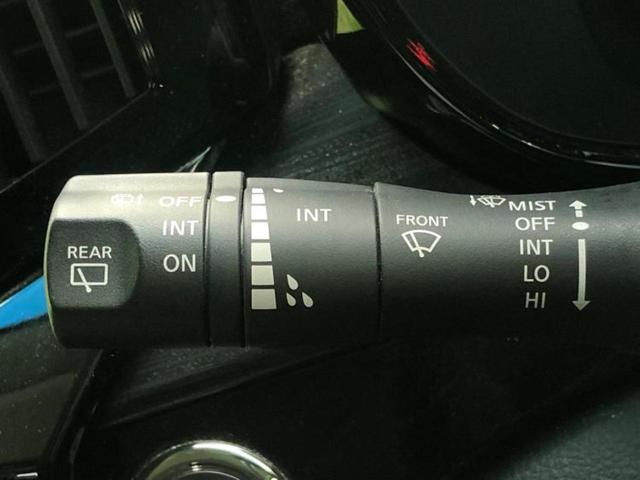 REAR
OFF
INT
ON
INT
FRONT
MIST
OFF
INT
LO
HI